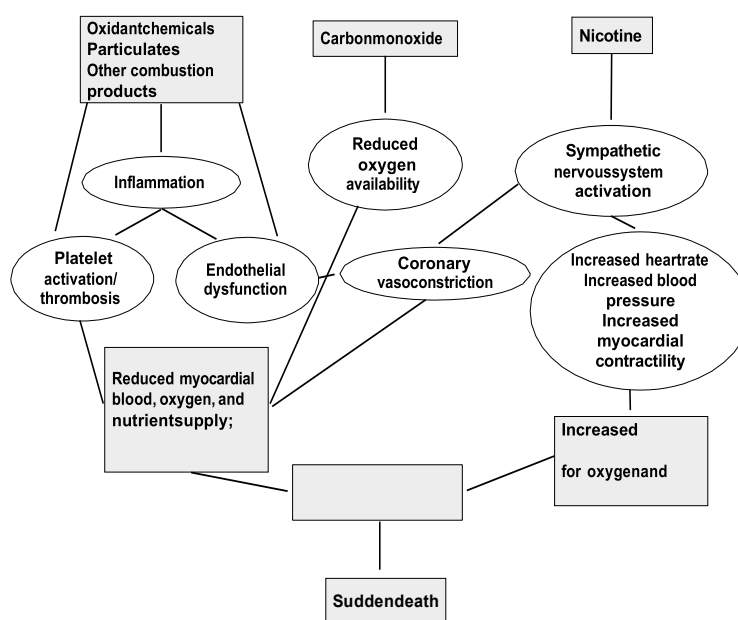 Oxidantchemicals
Particulates
Other combustion
products
Carbonmonoxide
Nicotine
Inflammation
Reduced
oxygen
availability
Sympathetic
nervoussystem
activation
Platelet
activation/
thrombosis
Endothelial
dysfunction
Coronary
vasoconstriction
Increased heartrate
Increased blood
pressure
Increased
myocardial
contractility
Reduced myocardial
blood, oxygen, and
nutrientsupply;
Increased
for oxygenand
Suddendeath